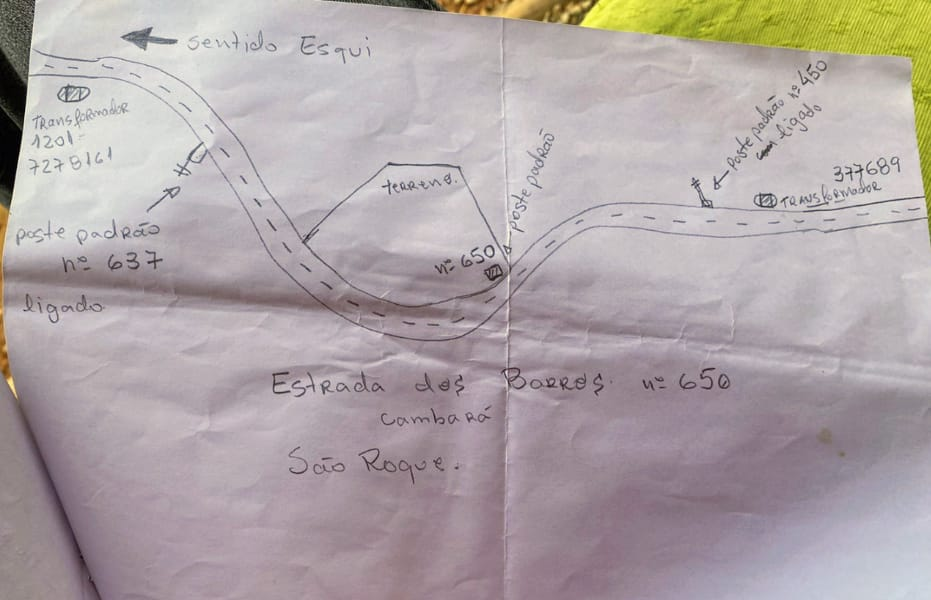 sentido Esqui
TRANSformador
1201-
7278161
poste padrão
nº 637
ligado
terreno.
nº 650
poste padrão
poste padrão nº 450
ligado
377689
TRANSformador
Estrada dos Barros. nº 650
Cambará
São Roque.